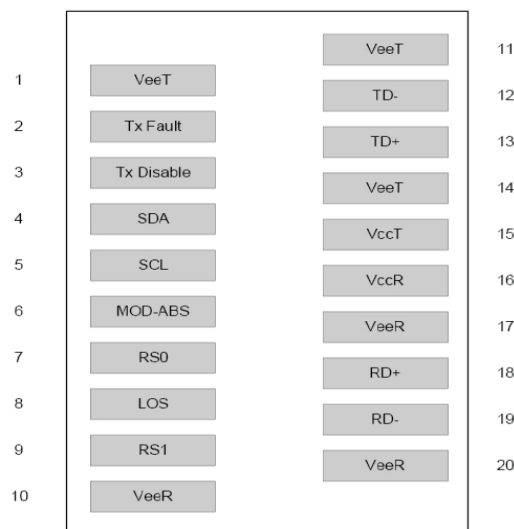 VeeT 11
1 VeeT
TD- 12
2 Tx Fault
TD+ 13
3 Tx Disable
VeeT 14
4 SDA
VccT 15
5 SCL
VccR 16
6 MOD-ABS
VeeR 17
7 RS0
RD+ 18
8 LOS
RD- 19
9 RS1
VeeR 20
10 VeeR